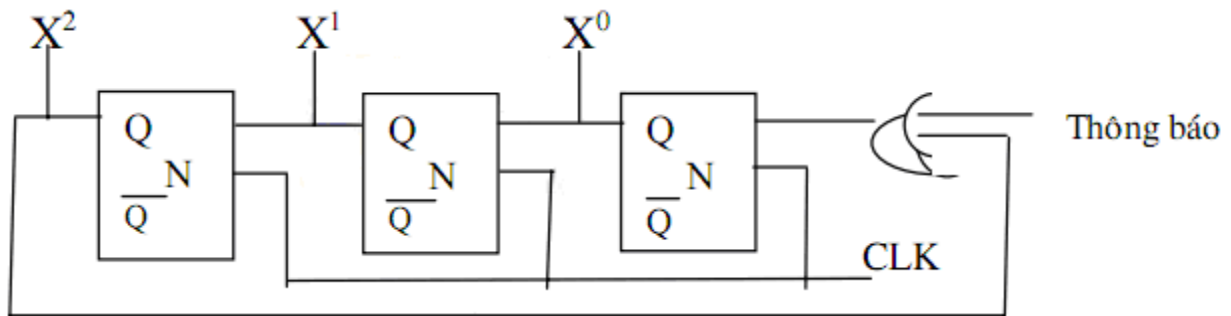 X² X¹ X⁰
Q Q Q
N N N
Q̅ Q̅ Q̅
Thông báo
CLK